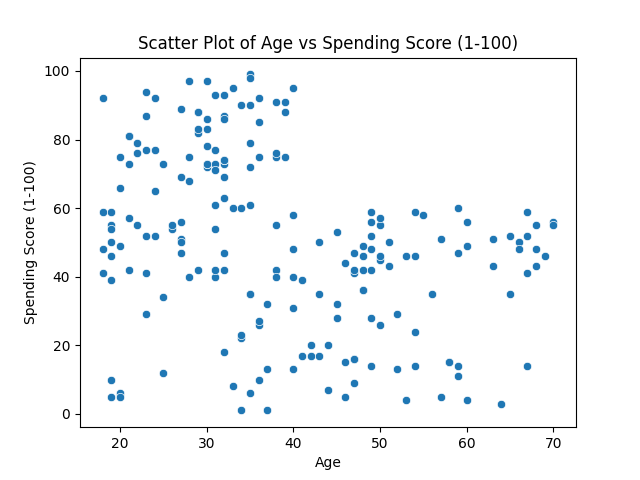 Scatter Plot of Age vs Spending Score (1-100)
100
80
60
40
20
0
Spending Score (1-100)
20 30 40 50 60 70
Age